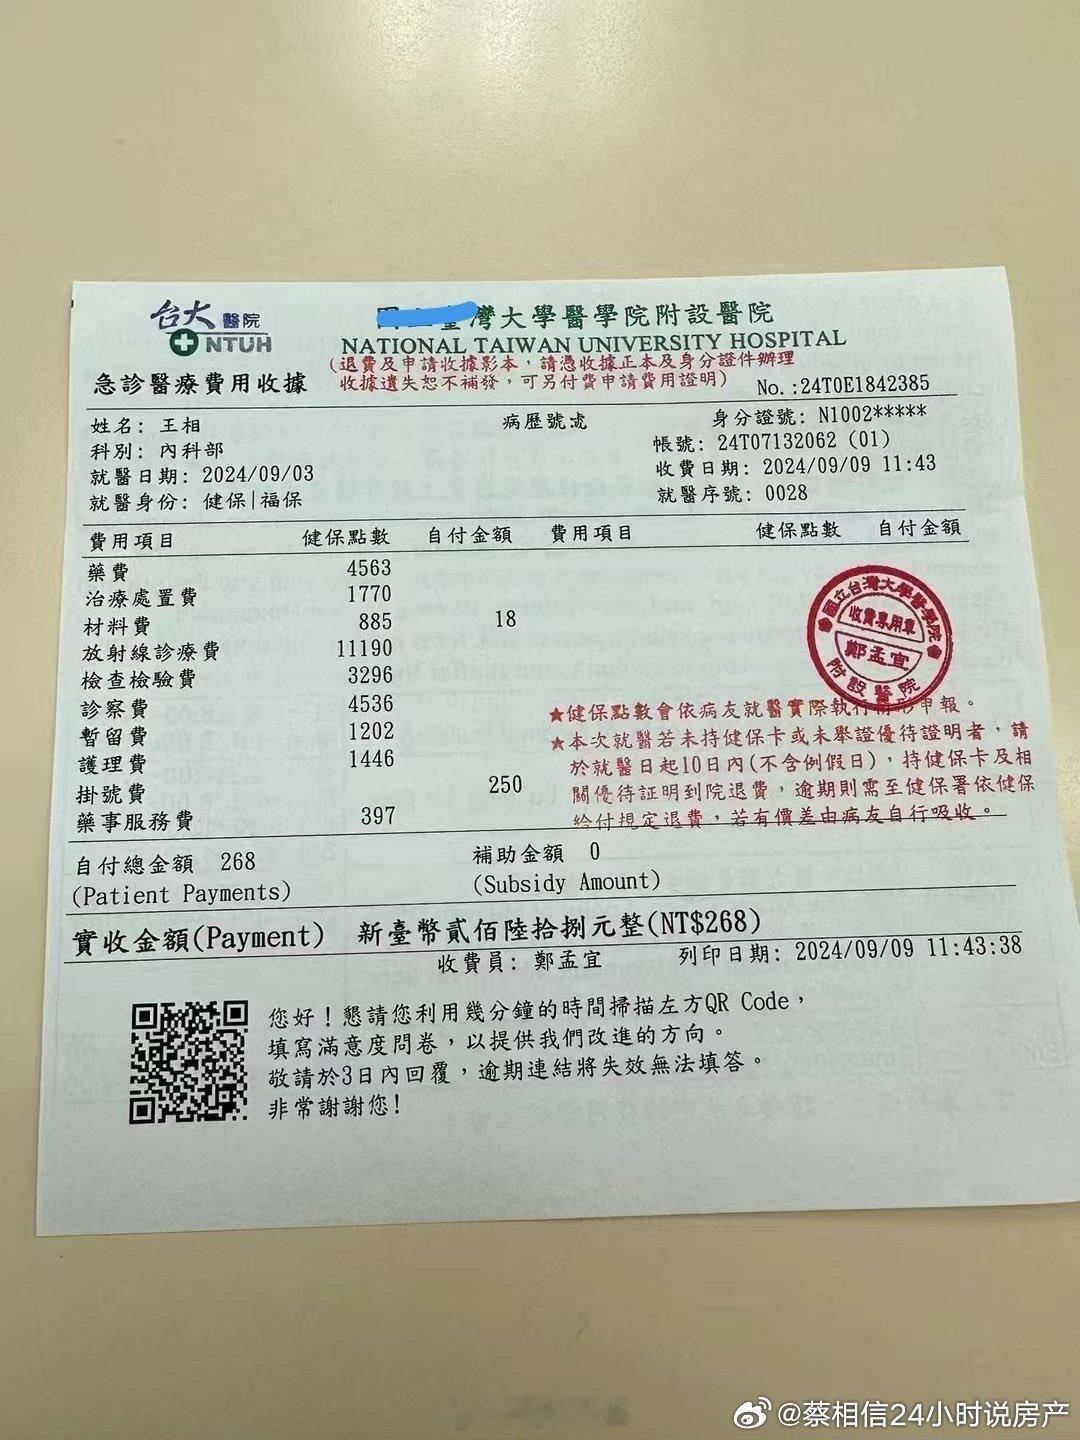 台大 醫院
NTUH
灣大學醫學院附設醫院
NATIONAL TAIWAN UNIVERSITY HOSPITAL
(退費及申請收據影本，請憑收據正本及身分證件辦理
收據遺失恕不補發，可另付費申請費用證明)
急診醫療費用收據
No.:24T0E1842385
姓名: 王相
病歷號
身分證號: N1002*****
科別: 內科部
帳號: 24T07132062 (01)
就醫日期: 2024/09/03
收費日期: 2024/09/09 11:43
就醫身份: 健保|福保
就醫序號: 0028
費用項目 健保點數 自付金額 費用項目 健保點數 自付金額
藥費 4563
治療處置費 1770
材料費 885 18
放射線診療費 11190
檢查檢驗費 3296
診察費 4536
暫留費 1202
護理費 1446
掛號費 250
藥事服務費 397
國立台灣大學醫學院
收費專用章
鄭孟宜
附設醫院
★健保點數會依病友就醫實際執行情形申報。
★本次就醫若未持健保卡或未舉證優待證明者，請
於就醫日起10日內(不含例假日)，持健保卡及相
關優待証明到院退費，逾期則需至健保署依健保
給付規定退費，若有價差由病友自行吸收。
自付總金額 268
(Patient Payments)
補助金額 0
(Subsidy Amount)
實收金額(Payment) 新臺幣貳佰陸拾捌元整(NT$268)
收費員: 鄭孟宜
列印日期: 2024/09/09 11:43:38
您好！懇請您利用幾分鐘的時間掃描左方QR Code，
填寫滿意度問卷，以提供我們改進的方向。
敬請於3日內回覆，逾期連結將失效無法填答。
非常謝謝您!
@蔡相信24小时说房产